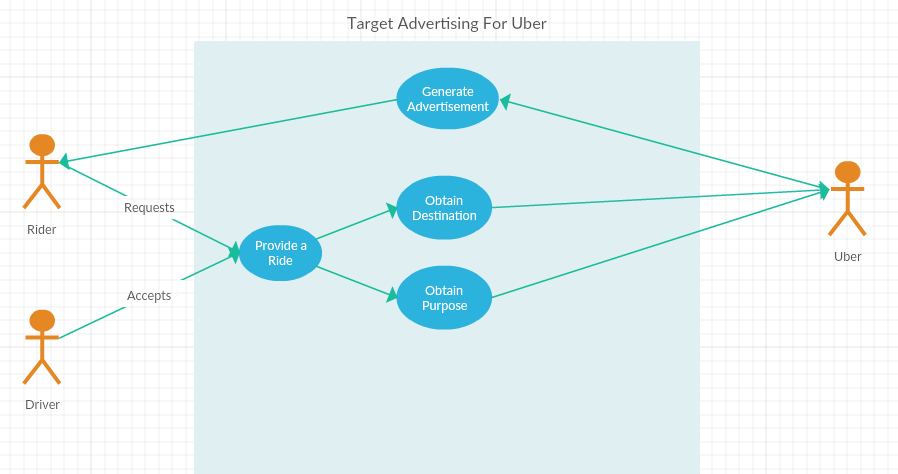 Target Advertising For Uber
Generate
Advertisement
Requests
Rider
Obtain
Destination
Provide a
Ride
Uber
Accepts
Obtain
Purpose
Driver